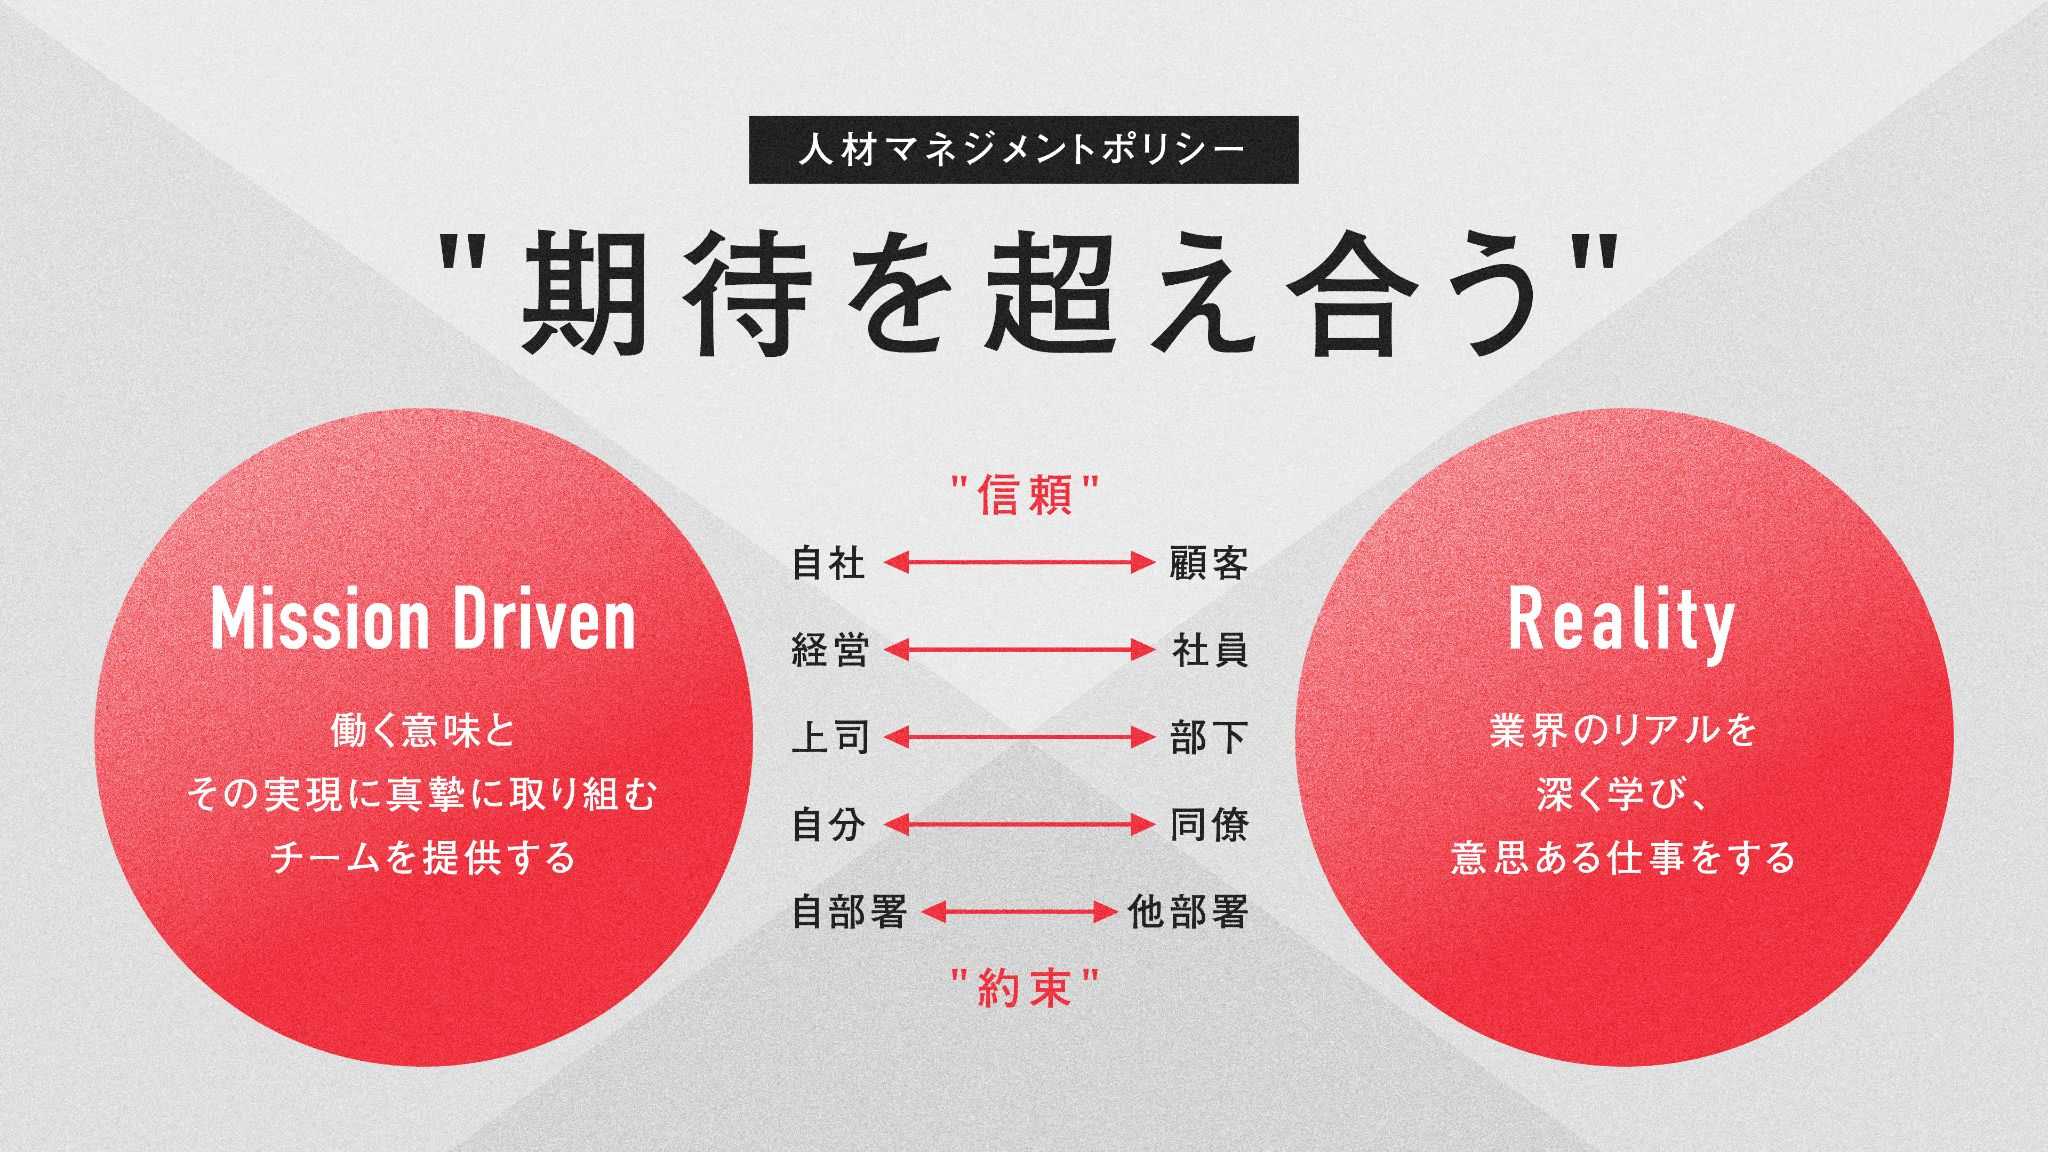 人材マネジメントポリシー
"期待を超え合う"
Mission Driven
働く意味と
その実現に真摯に取り組む
チームを提供する
"信頼"
自社 顧客
経営 社員
上司 部下
自分 同僚
自部署 他部署
"約束"
Reality
業界のリアルを
深く学び、
意思ある仕事をする